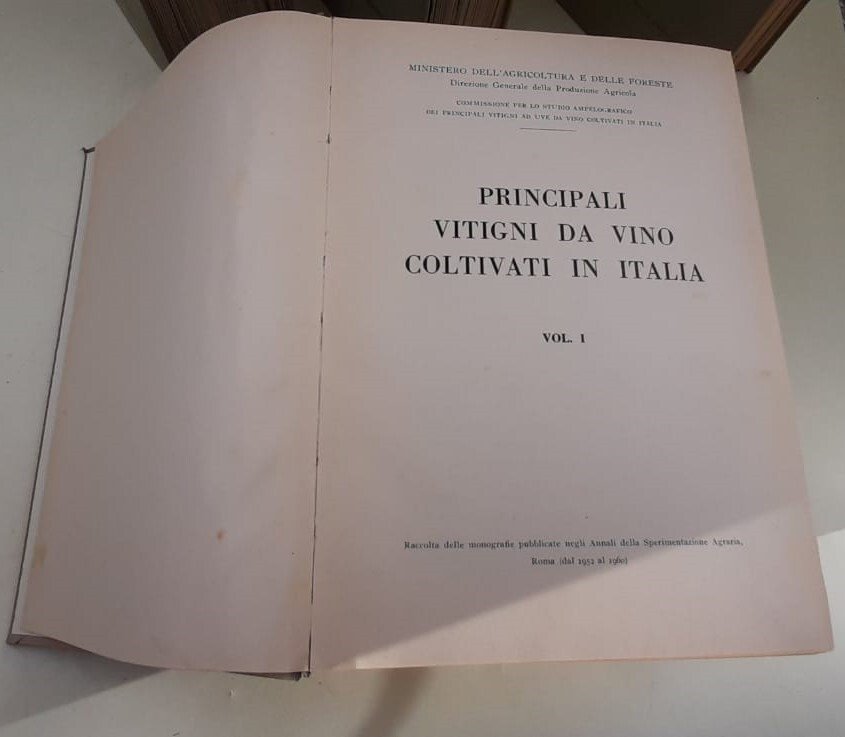 MINISTERO DELL'AGRICOLTURA E DELLE FORESTE
Direzione Generale della Produzione Agricola
COMMISSIONE PER LO STUDIO AMPELOGRAFICO
DEI PRINCIPALI VITIGNI AD UVE DA VINO COLTIVATI IN ITALIA
PRINCIPALI
VITIGNI DA VINO
COLTIVATI IN ITALIA
VOL. I
Raccolta delle monografie pubblicate negli Annali della Sperimentazione Agraria,
Roma (dal 1952 al 1960)